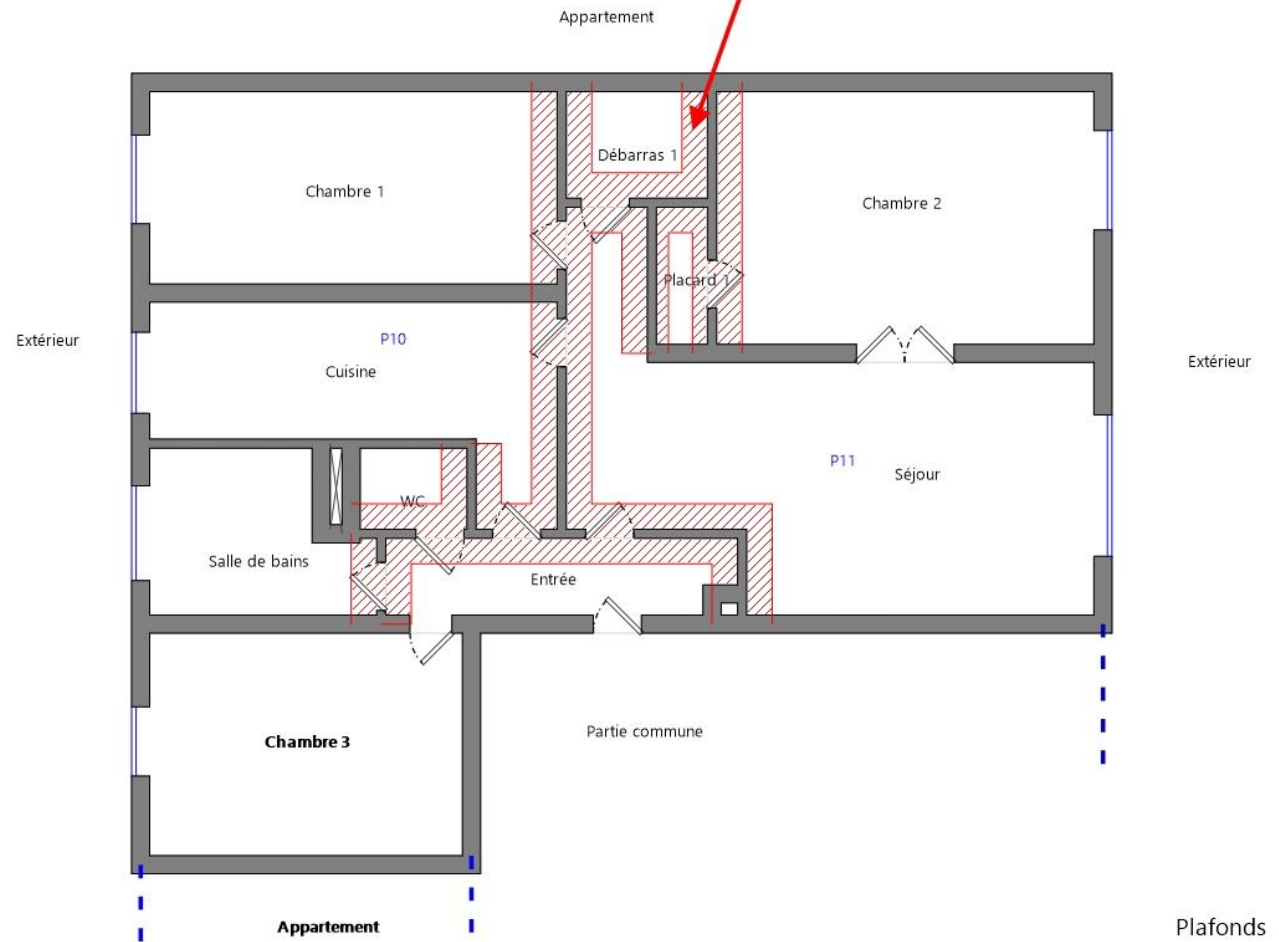 Appartement
Débarras 1
Chambre 1
Chambre 2
Placard 1
P10
Extérieur
Extérieur
Cuisine
P11
Séjour
WC
Salle de bains
Entrée
Partie commune
Chambre 3
Appartement
Plafonds